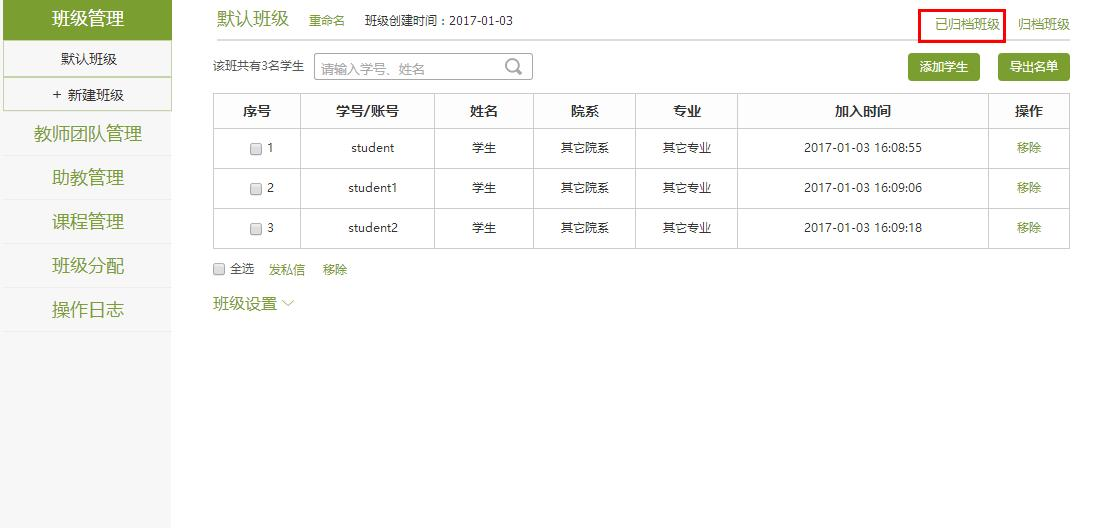 班级管理
默认班级
+ 新建班级
教师团队管理
助教管理
课程管理
班级分配
操作日志
默认班级 重命名 班级创建时间：2017-01-03 已归档班级 归档班级
该班共有3名学生 请输入学号、姓名 添加学生 导出名单
序号 学号/账号 姓名 院系 专业 加入时间 操作
1 student 学生 其它院系 其它专业 2017-01-03 16:08:55 移除
2 student1 学生 其它院系 其它专业 2017-01-03 16:09:06 移除
3 student2 学生 其它院系 其它专业 2017-01-03 16:09:18 移除
全选 发私信 移除
班级设置